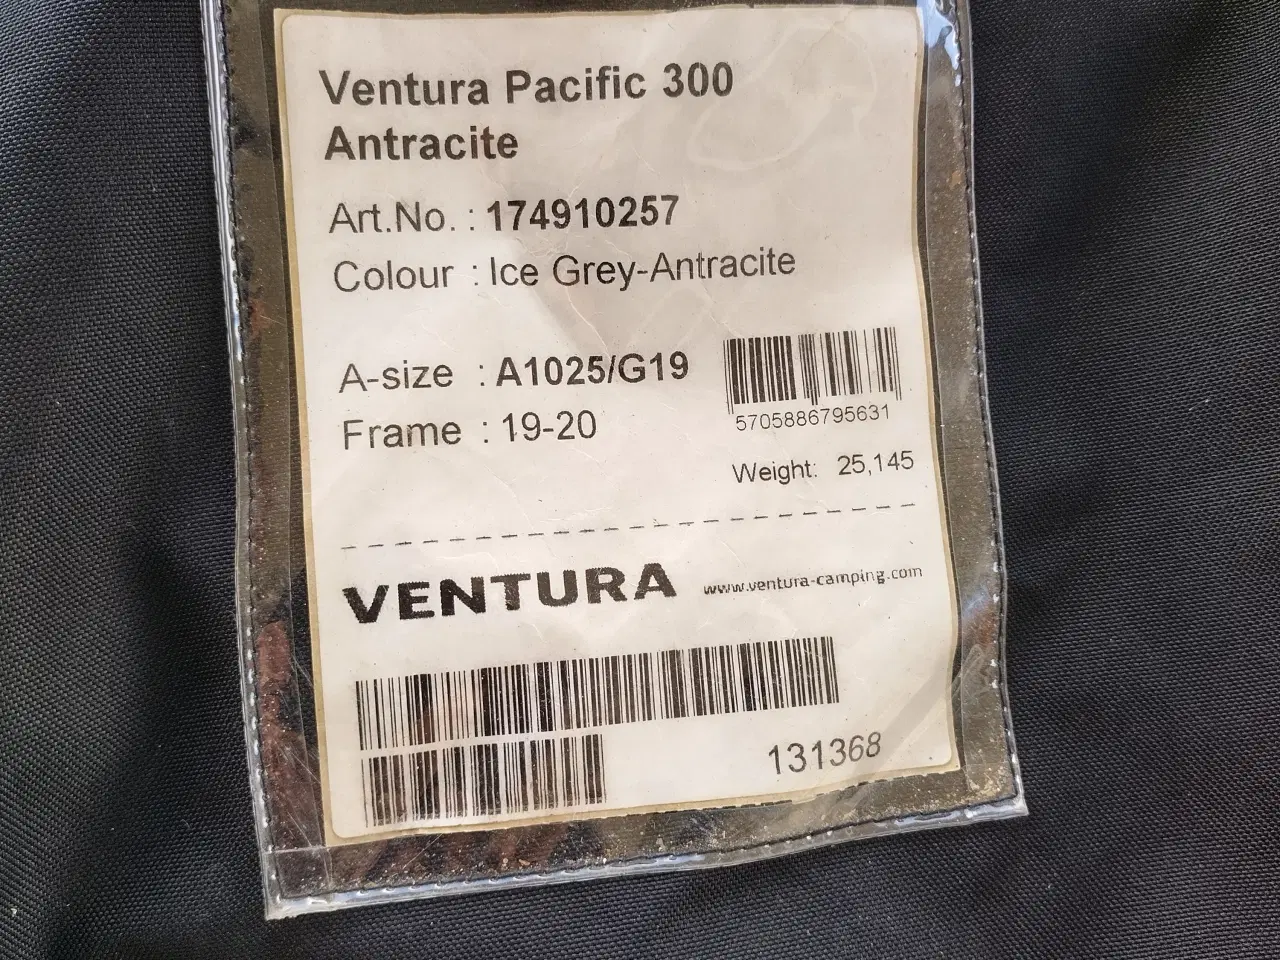 Ventura Pacific 300
Antracite
Art.No. : 174910257
Colour : Ice Grey-Antracite
A-size : A1025/G19
Frame : 19-20
5705886795631
Weight: 25,145
VENTURA www.ventura-camping.com
131368